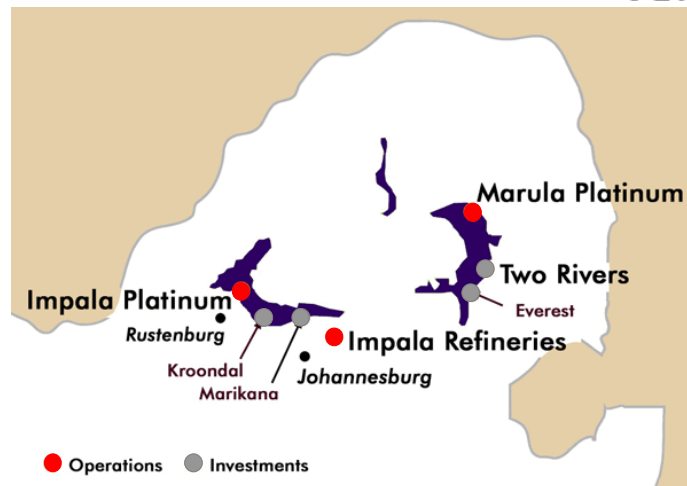 Marula Platinum
Two Rivers
Everest
Impala Platinum
Rustenburg
Impala Refineries
Kroondal
Johannesburg
Marikana
Operations
Investments